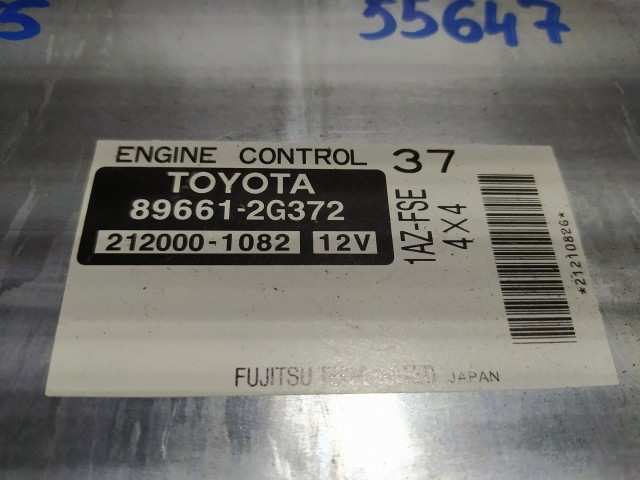 55647
ENGINE CONTROL 37
TOYOTA
89661-2G372
212000-1082 12V
1AZ-FSE
4X4
*21210826*
FUJITSU JAPAN